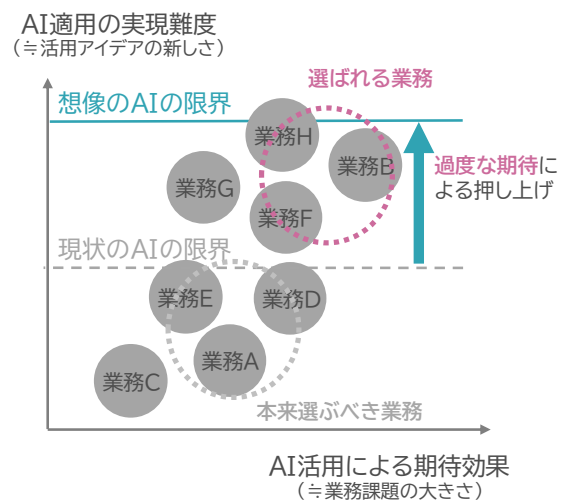 AI適用の実現難度
（≒活用アイデアの新しさ）
選ばれる業務
想像のAIの限界
業務H
業務B
過度な期待に
よる押し上げ
業務G
業務F
現状のAIの限界
業務E
業務D
業務A
業務C
本来選ぶべき業務
AI活用による期待効果
（≒業務課題の大きさ）